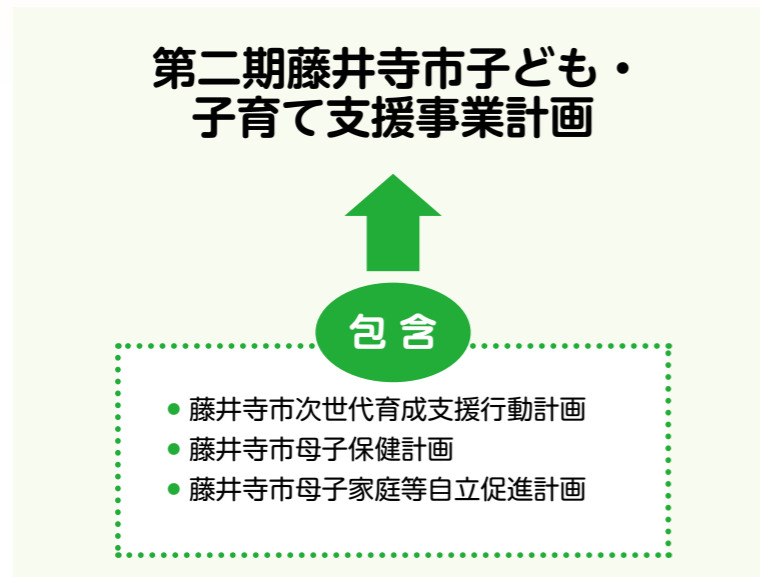 第二期藤井寺市子ども・
子育て支援事業計画
包含
● 藤井寺市次世代育成支援行動計画
● 藤井寺市母子保健計画
● 藤井寺市母子家庭等自立促進計画